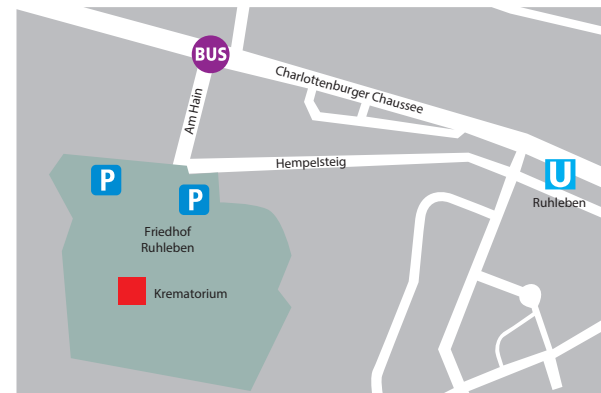 BUS
Charlottenburger Chaussee
Am Hain
Hempelsteig
P
P
U
Ruhleben
Friedhof
Ruhleben
Krematorium